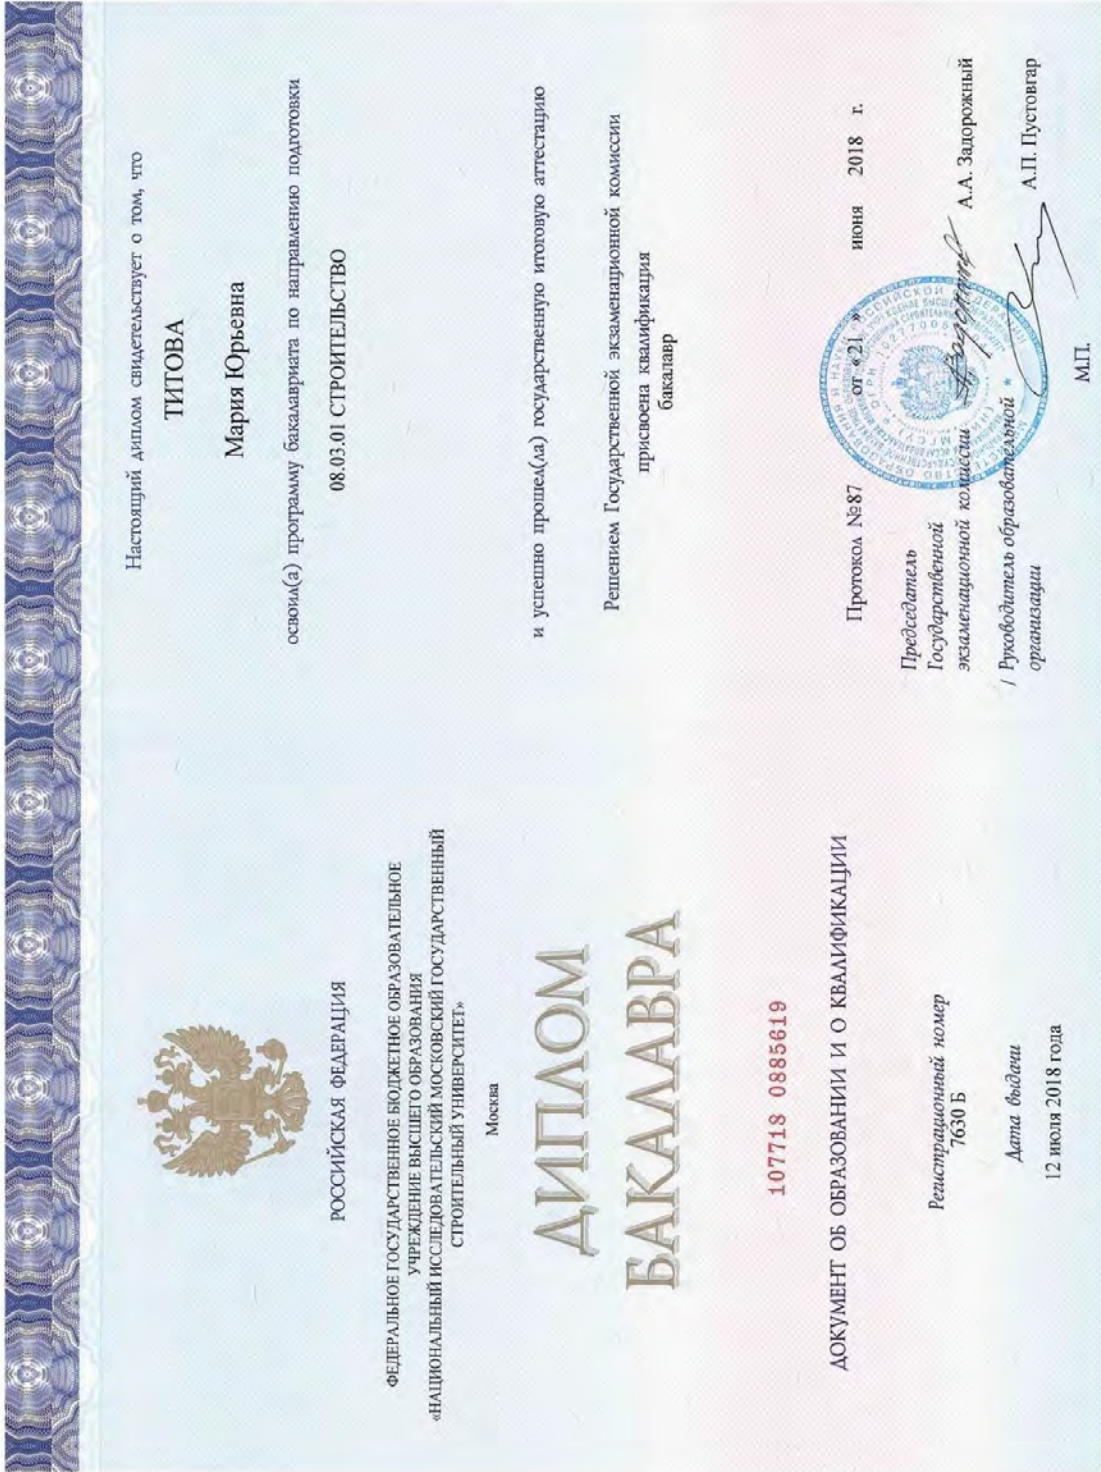 РОССИЙСКАЯ ФЕДЕРАЦИЯ
ФЕДЕРАЛЬНОЕ ГОСУДАРСТВЕННОЕ БЮДЖЕТНОЕ ОБРАЗОВАТЕЛЬНОЕ
УЧРЕЖДЕНИЕ ВЫСШЕГО ОБРАЗОВАНИЯ
«НАЦИОНАЛЬНЫЙ ИССЛЕДОВАТЕЛЬСКИЙ МОСКОВСКИЙ ГОСУДАРСТВЕННЫЙ
СТРОИТЕЛЬНЫЙ УНИВЕРСИТЕТ»
Москва
ДИПЛОМ
БАКАЛАВРА
107718 0885619
ДОКУМЕНТ ОБ ОБРАЗОВАНИИ И О КВАЛИФИКАЦИИ
Регистрационный номер
7630 Б
Дата выдачи
12 июля 2018 года
Настоящий диплом свидетельствует о том, что
ТИТОВА
Мария Юрьевна
освоил(а) программу бакалавриата по направлению подготовки
08.03.01 СТРОИТЕЛЬСТВО
и успешно прошел(ла) государственную итоговую аттестацию
Решением Государственной экзаменационной комиссии
присвоена квалификация
бакалавр
Протокол №87 от «21 » июня 2018 г.
Председатель
Государственной
экзаменационной комиссии А.А. Задорожный
/ Руководитель образовательной А.П. Пустовгар
организации
М.П.